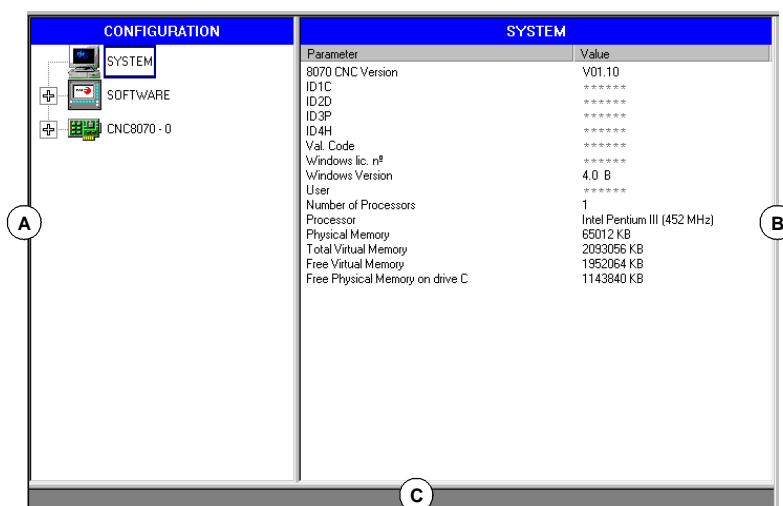 CONFIGURATION
SYSTEM
SOFTWARE
CNC8070 - 0
SYSTEM
Parameter Value
8070 CNC Version V01.10
ID1C ******
ID2D ******
ID3P ******
ID4H ******
Val. Code ******
Windows lic. nº ******
Windows Version 4.0 B
User ******
Number of Processors 1
Processor Intel Pentium III (452 MHz)
Physical Memory 65012 KB
Total Virtual Memory 2093056 KB
Free Virtual Memory 1952064 KB
Free Physical Memory on drive C 1143840 KB
A
B
C